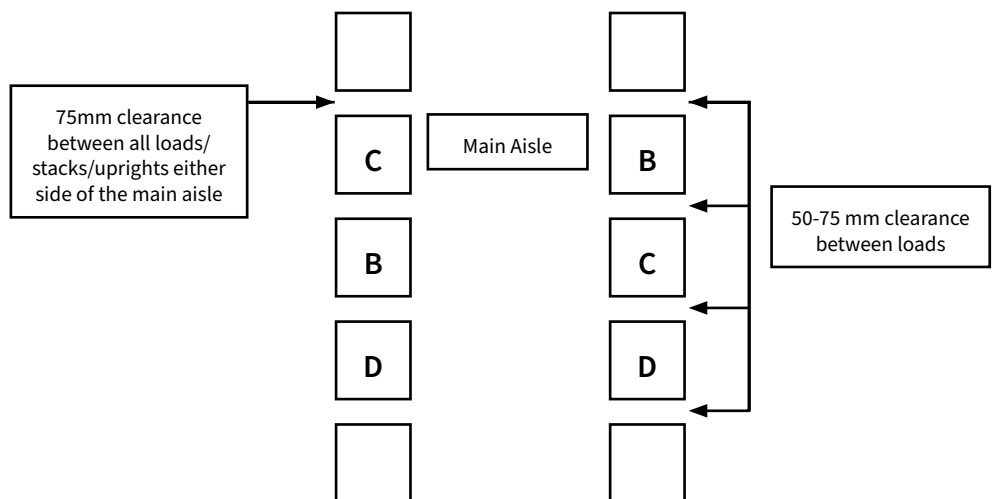 75mm clearance
between all loads/
stacks/uprights either
side of the main aisle
C
Main Aisle
B
50-75 mm clearance
between loads
B
C
D
D